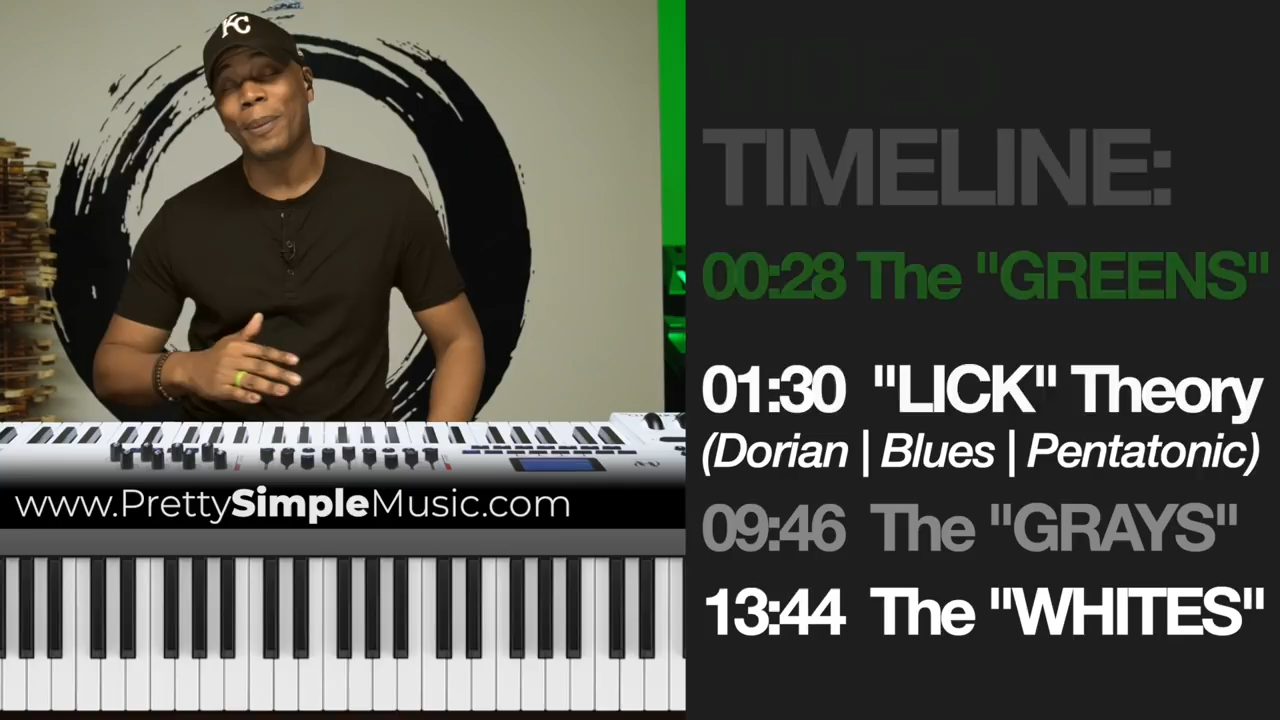 KC
TIMELINE:
00:28 The "GREENS"
01:30 "LICK" Theory
(Dorian | Blues | Pentatonic)
09:46 The "GRAYS"
13:44 The "WHITES"
www.PrettySimpleMusic.com